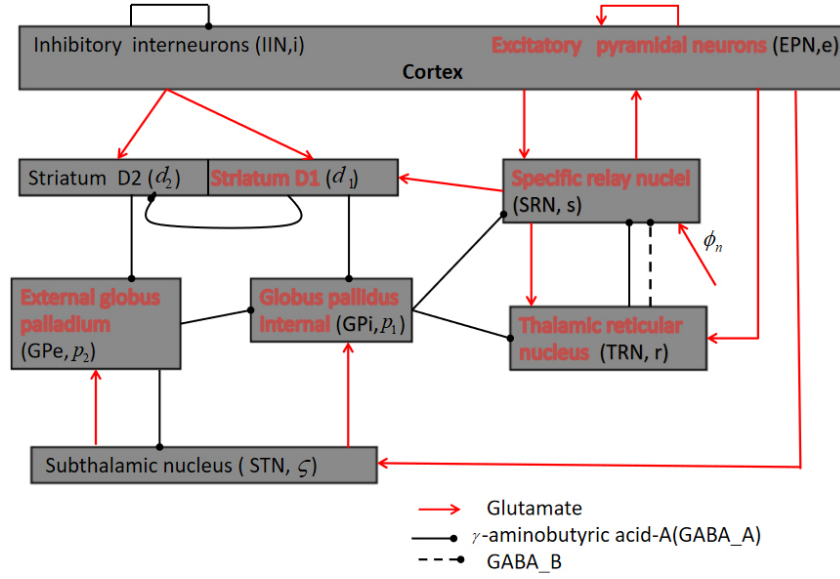 Inhibitory interneurons (IIN,i) Excitatory pyramidal neurons (EPN,e)
Cortex
Striatum D2 (d₂) Striatum D1 (d₁)
Specific relay nuclei
(SRN, s)
ϕₙ
External globus
palladium
(GPe, p₂)
Globus pallidus
internal (GPi, p₁)
Thalamic reticular
nucleus (TRN, r)
Subthalamic nucleus ( STN, ς)
Glutamate
γ-aminobutyric acid-A(GABA_A)
GABA_B